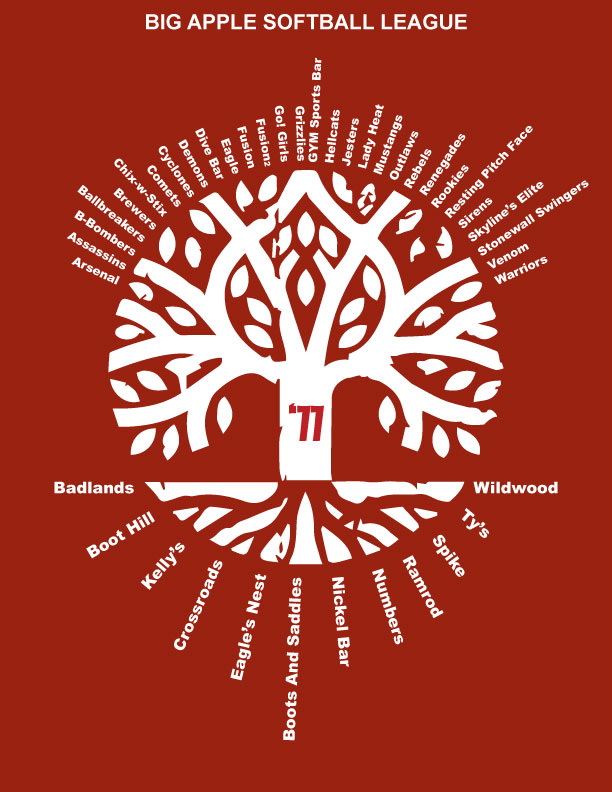 BIG APPLE SOFTBALL LEAGUE
Arsenal
Assassins
B-Bombers
Ballbreakers
Brewers
Chix-w-Stix
Comets
Cyclones
Demons
Dive Bar
Eagle
Fusion
Fusion2
Go! Girls
Grizzlies
GYM Sports Bar
Hellcats
Jesters
Lady Heat
Mustangs
Outlaws
Rebels
Renegades
Rookies
Resting Pitch Face
Sirens
Skyline's Elite
Stonewall Swingers
Venom
Warriors
'77
Badlands
Boot Hill
Kelly's
Crossroads
Eagle's Nest
Boots And Saddles
Nickel Bar
Numbers
Ramrod
Spike
Ty's
Wildwood